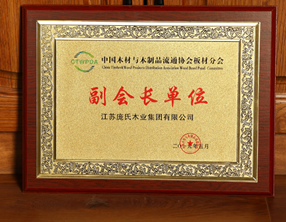 CTWPDA
中国木材与木制品流通协会板材分会
China Timber & Wood Products Distribution Association Wood Based Panel Committee
副会长单位
江苏庞氏木业集团有限公司